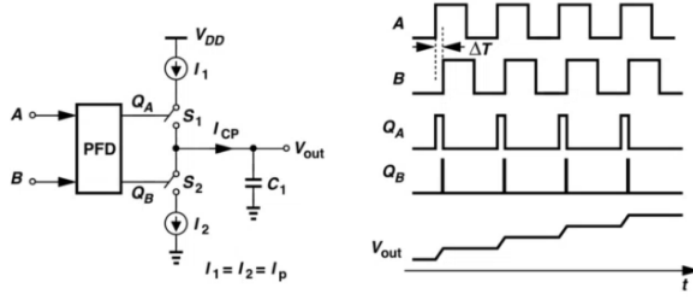 V_DD
I_1
Q_A
A
S_1
I_CP
PFD
V_out
B
S_2
C_1
Q_B
I_2
I_1 = I_2 = I_p
A
ΔT
B
Q_A
Q_B
V_out
t